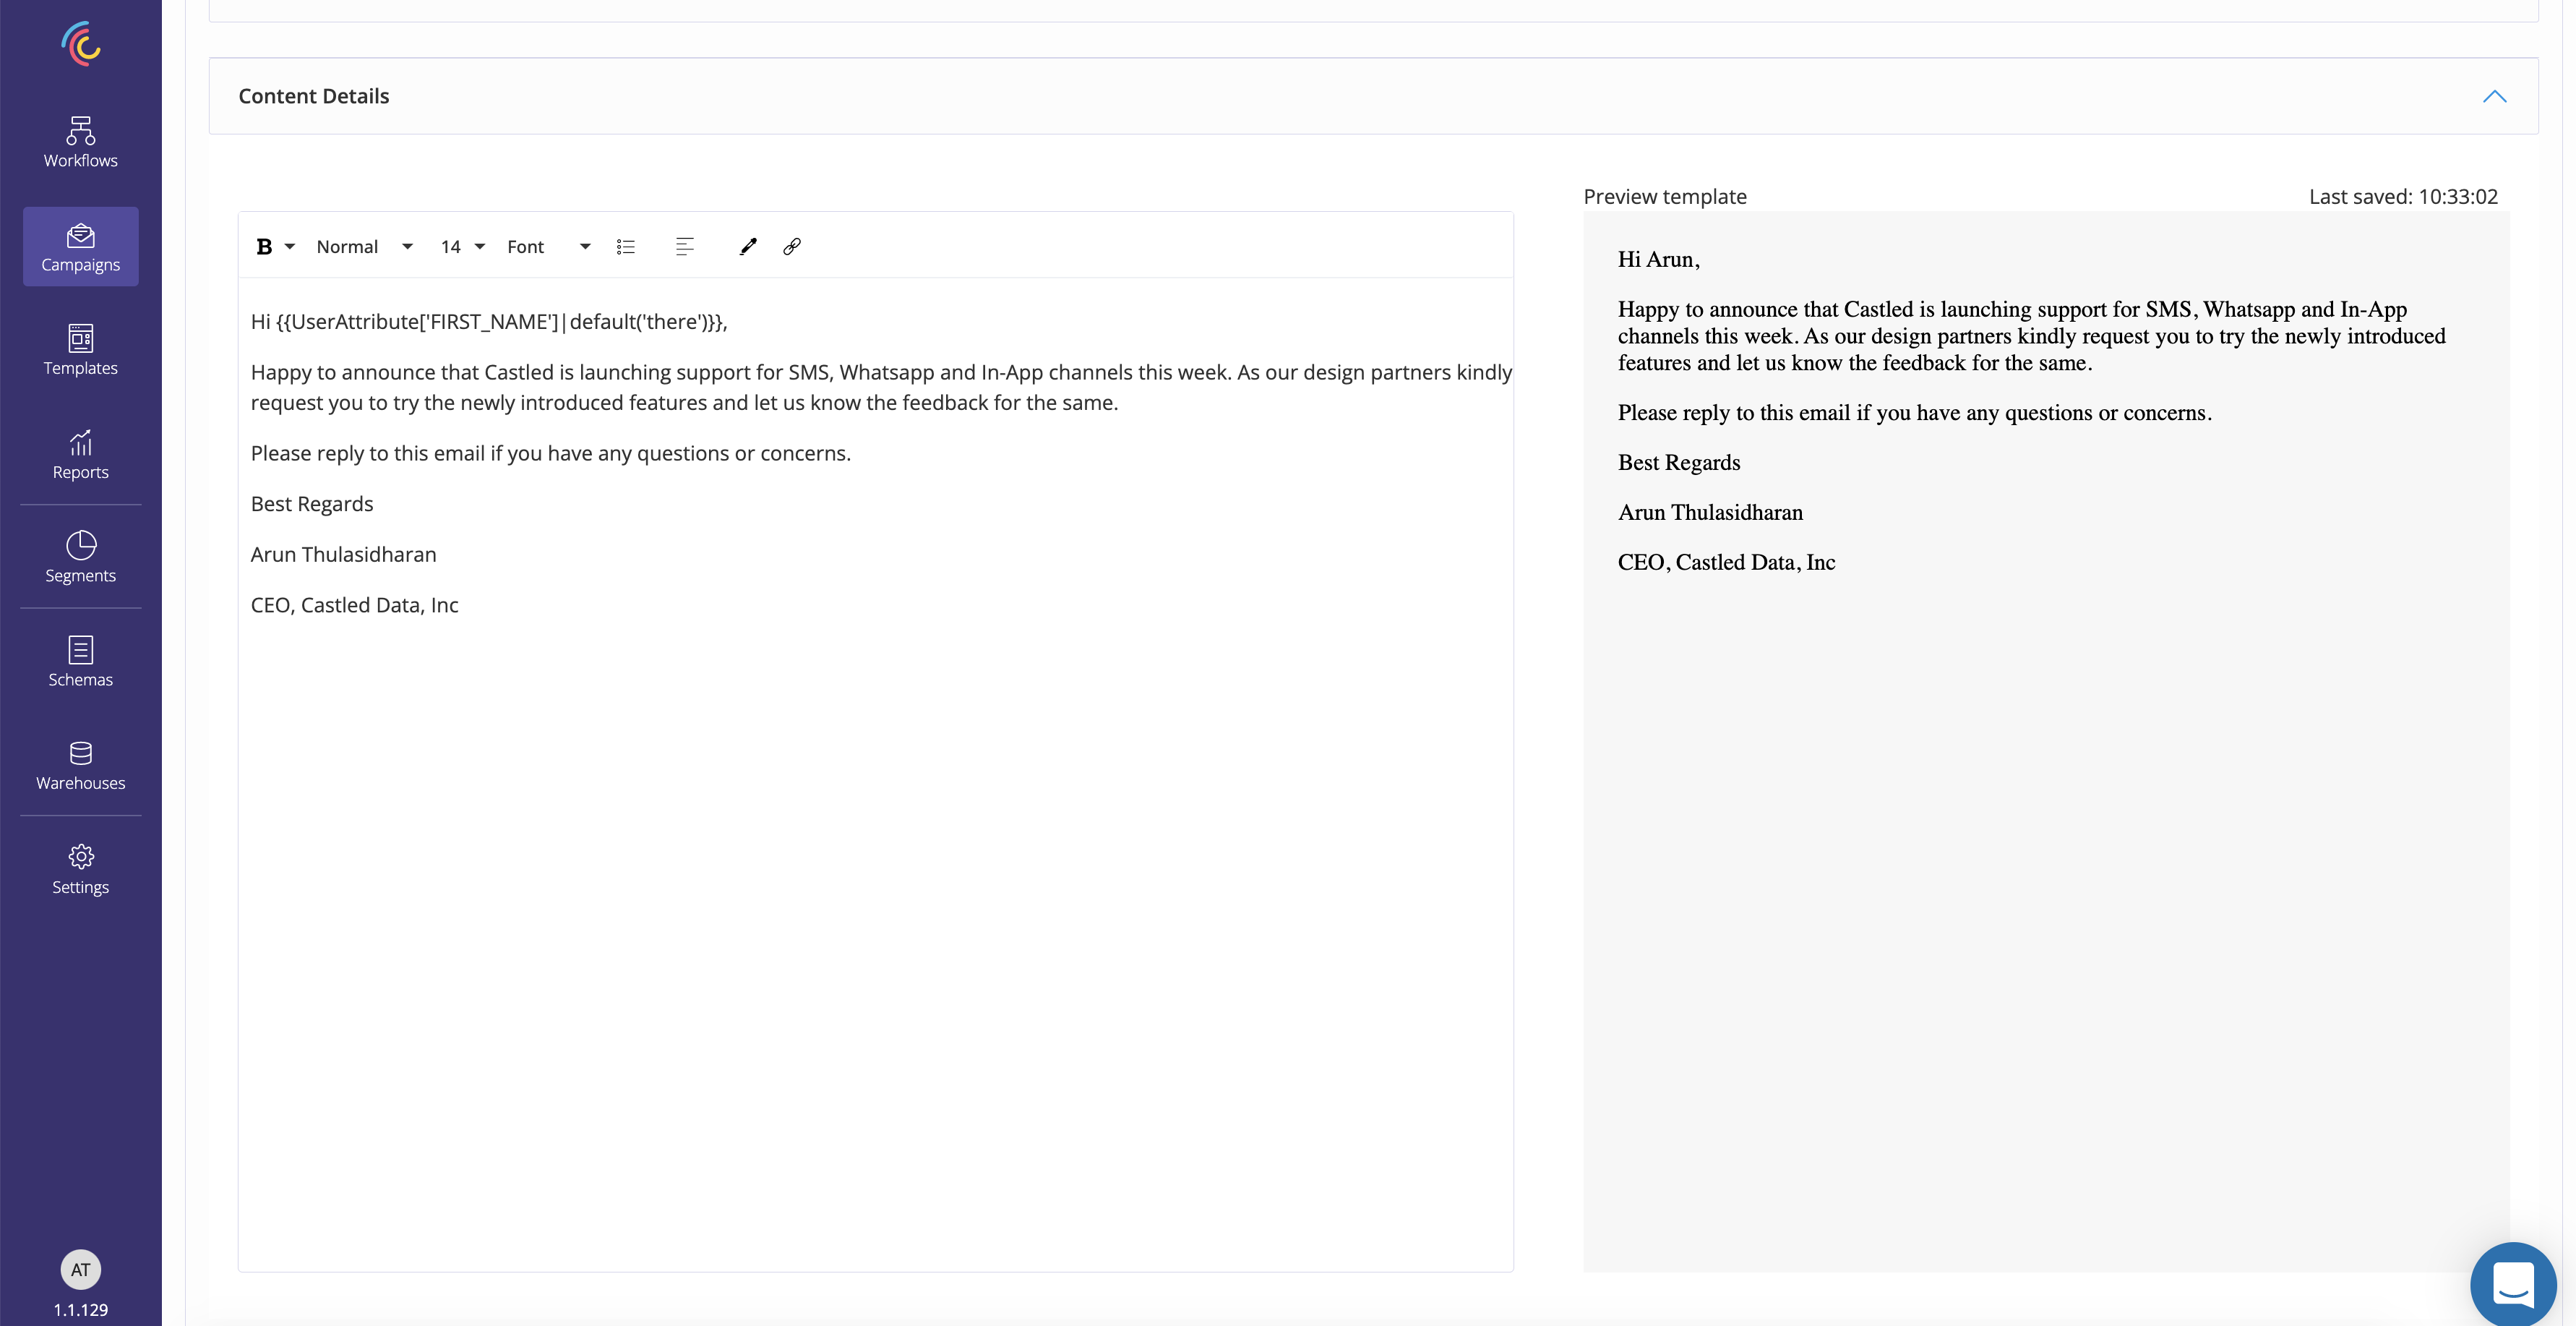 Workflows
Campaigns
Templates
Reports
Segments
Schemas
Warehouses
Settings
AT
1.1.129
Content Details
B Normal 14 Font
Hi {{UserAttribute['FIRST_NAME']|default('there')}},
Happy to announce that Castled is launching support for SMS, Whatsapp and In-App channels this week. As our design partners kindly
request you to try the newly introduced features and let us know the feedback for the same.
Please reply to this email if you have any questions or concerns.
Best Regards
Arun Thulasidharan
CEO, Castled Data, Inc
Preview template
Last saved: 10:33:02
Hi Arun,
Happy to announce that Castled is launching support for SMS, Whatsapp and In-App
channels this week. As our design partners kindly request you to try the newly introduced
features and let us know the feedback for the same.
Please reply to this email if you have any questions or concerns.
Best Regards
Arun Thulasidharan
CEO, Castled Data, Inc